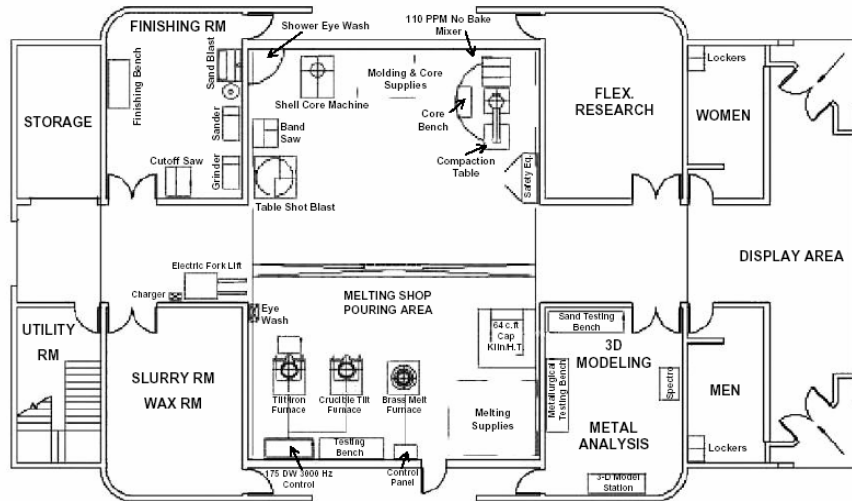 FINISHING RM
Shower Eye Wash
110 PPM No Bake
Mixer
Sand Blast
Finishing Bench
Molding & Core
Supplies
Shell Core Machine
Lockers
FLEX.
RESEARCH
STORAGE
WOMEN
Sander
Band
Saw
Core
Bench
Cutoff Saw
Grinder
Compaction
Table
Safety Eq.
Table Shot Blast
DISPLAY AREA
Electric Fork Lift
Charger
MELTING SHOP
POURING AREA
Eye
Wash
64 c.ft
Cap
Kiln/H.T.
Sand Testing
Bench
UTILITY
RM
3D
MODELING
SLURRY RM
WAX RM
Metallurgical
Testing Bench
Spectro
MEN
Tilt Iron
Furnace
Crucible Tilt
Furnace
Brass Melt
Furnace
Melting
Supplies
METAL
ANALYSIS
Testing
Bench
Lockers
175 DW 3000 Hz
Control
Control
Panel
3-D Model
Station